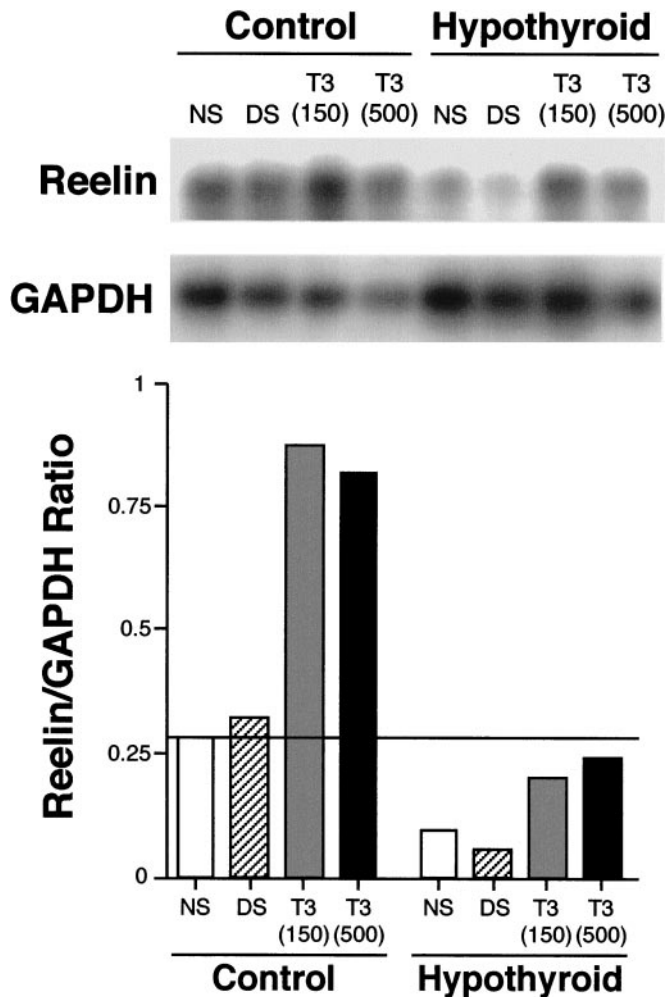 Control Hypothyroid
T3 T3 T3 T3
NS DS (150) (500) NS DS (150) (500)
Reelin
GAPDH
Reelin/GAPDH Ratio
1
0.75
0.5
0.25
0
NS DS T3 T3 NS DS T3 T3
(150) (500) (150) (500)
Control Hypothyroid